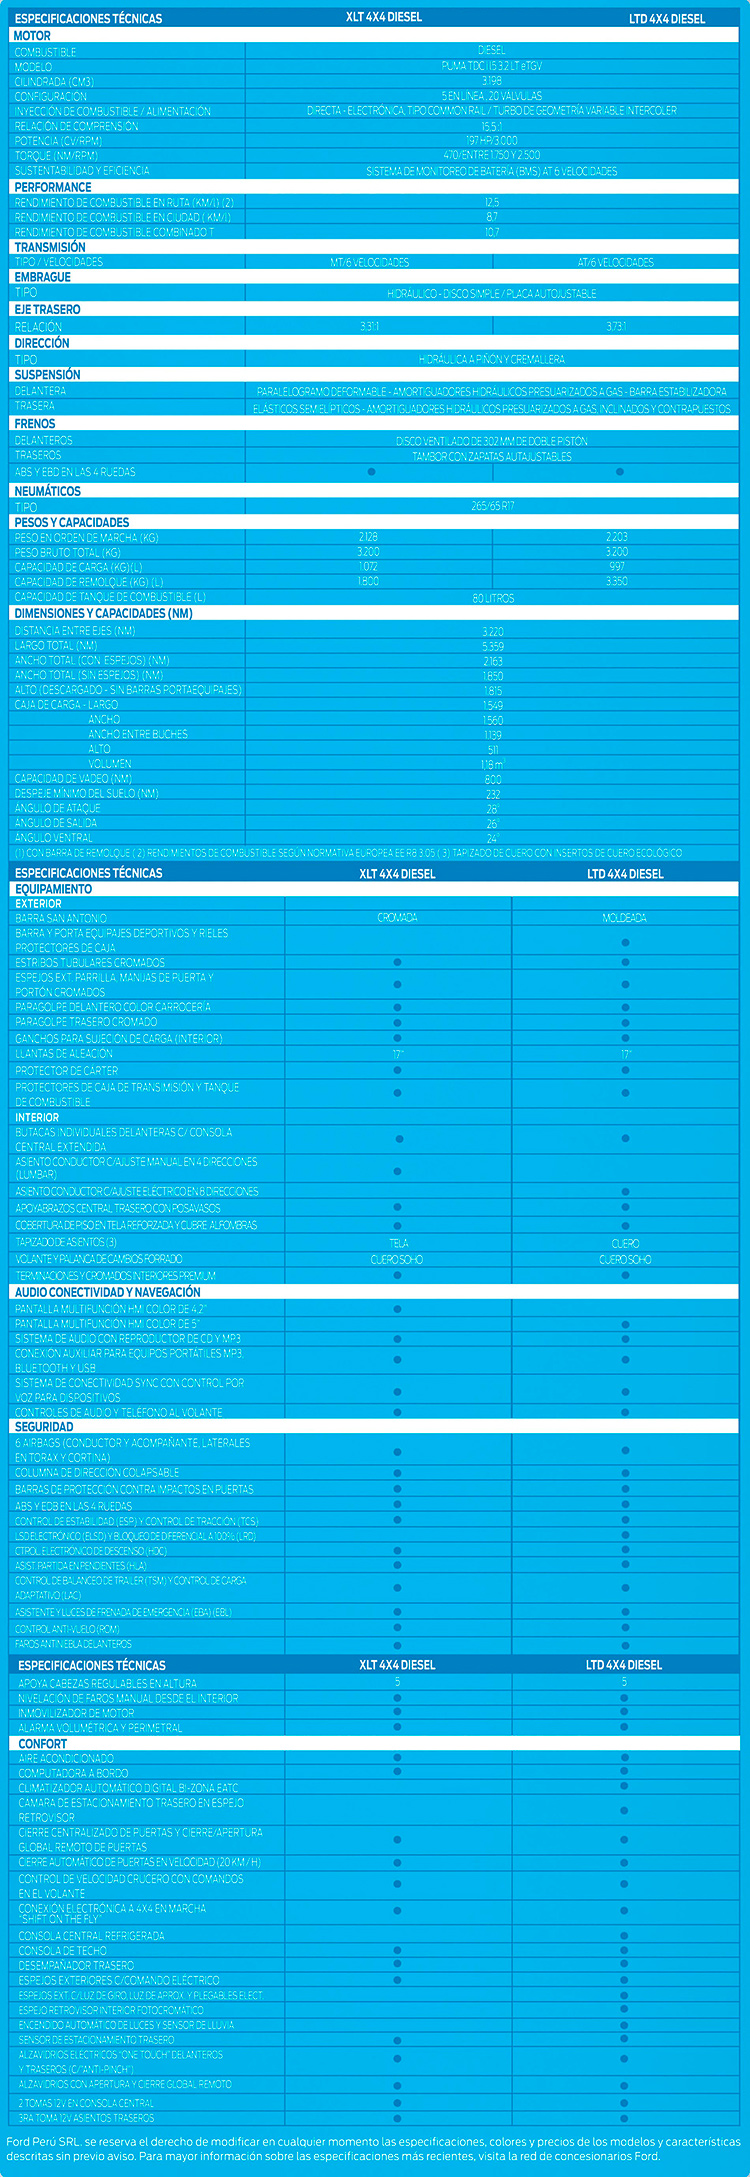 ESPECIFICACIONES TÉCNICAS XLT 4X4 DIESEL LTD 4X4 DIESEL
MOTOR
COMBUSTIBLE DIESEL
MODELO PUMA TDCI I5 3.2 LT eTGV
CILINDRADA (CM3) 3.198
CONFIGURACIÓN 5 EN LÍNEA , 20 VÁLVULAS
INYECCIÓN DE COMBUSTIBLE / ALIMENTACIÓN DIRECTA - ELECTRÓNICA, TIPO COMMON RAIL / TURBO DE GEOMETRÍA VARIABLE INTERCOLER
RELACIÓN DE COMPRENSIÓN 15,5 :1
POTENCIA (CV/RPM) 197 HP/3.000
TORQUE (NM/RPM) 470/ENTRE 1.750 Y 2.500
SUSTENTABILIDAD Y EFICIENCIA SISTEMA DE MONITOREO DE BATERÍA (BMS) AT 6 VELOCIDADES
PERFORMANCE
RENDIMIENTO DE COMBUSTIBLE EN RUTA (KM/L) (2) 12,5
RENDIMIENTO DE COMBUSTIBLE EN CIUDAD ( KM/l) 8,7
RENDIMIENTO DE COMBUSTIBLE COMBINADO T 10,7
TRANSMISIÓN
TIPO / VELOCIDADES MT/6 VELOCIDADES AT/6 VELOCIDADES
EMBRAGUE
TIPO HIDRÁULICO - DISCO SIMPLE / PLACA AUTOJUSTABLE
EJE TRASERO
RELACIÓN 3.31:1 3.73:1
DIRECCIÓN
TIPO HIDRÁULICA A PIÑÓN Y CREMALLERA
SUSPENSIÓN
DELANTERA PARALELOGRAMO DEFORMABLE - AMORTIGUADORES HIDRÁULICOS PRESUARIZADOS A GAS - BARRA ESTABILIZADORA
TRASERA ELÁSTICOS SEMIELÍPTICOS - AMORTIGUADORES HIDRÁULICOS PRESUARIZADOS A GAS, INCLINADOS Y CONTRAPUESTOS
FRENOS
DELANTEROS DISCO VENTILADO DE 302 MM DE DOBLE PISTÓN
TRASEROS TAMBOR CON ZAPATAS AUTAJUSTABLES
ABS Y EBD EN LAS 4 RUEDAS ● ●
NEUMÁTICOS
TIPO 265/65 R17
PESOS Y CAPACIDADES
PESO EN ORDEN DE MARCHA (KG) 2.128 2.203
PESO BRUTO TOTAL (KG) 3.200 3.200
CAPACIDAD DE CARGA (KG)(L) 1.072 997
CAPACIDAD DE REMOLQUE (KG) (L) 1.800 3.350
CAPACIDAD DE TANQUE DE COMBUSTIBLE (L) 80 LITROS
DIMENSIONES Y CAPACIDADES (NM)
DISTANCIA ENTRE EJES (NM) 3.220
LARGO TOTAL (NM) 5.359
ANCHO TOTAL (CON ESPEJOS) (NM) 2.163
ANCHO TOTAL (SIN ESPEJOS) (NM) 1.850
ALTO (DESCARGADO - SIN BARRAS PORTAEQUIPAJES) 1.815
CAJA DE CARGA - LARGO 1.549
ANCHO 1.560
ANCHO ENTRE BUCHES 1.139
ALTO 511
VOLUMEN 1,18 m³
CAPACIDAD DE VADEO (NM) 800
DESPEJE MÍNIMO DEL SUELO (NM) 232
ÁNGULO DE ATAQUE 28°
ÁNGULO DE SALIDA 26°
ÁNGULO VENTRAL 24°
(1) CON BARRA DE REMOLQUE ( 2) RENDIMIENTOS DE COMBUSTIBLE SEGÚN NORMATIVA EUROPEA EE R8.3.05 ( 3) TAPIZADO DE CUERO CON INSERTOS DE CUERO ECOLÓGICO
ESPECIFICACIONES TÉCNICAS XLT 4X4 DIESEL LTD 4X4 DIESEL
EQUIPAMIENTO
EXTERIOR
BARRA SAN ANTONIO CROMADA MOLDEADA
BARRA Y PORTA EQUIPAJES DEPORTIVOS Y RIELES
PROTECTORES DE CAJA ●
ESTRIBOS TUBULARES CROMADOS ● ●
ESPEJOS EXT. PARRILLA, MANIJAS DE PUERTA Y
PORTÓN CROMADOS ● ●
PARAGOLPE DELANTERO COLOR CARROCERÍA ● ●
PARAGOLPE TRASERO CROMADO ● ●
GANCHOS PARA SUJECIÓN DE CARGA (INTERIOR) ● ●
LLANTAS DE ALEACIÓN 17" 17"
PROTECTOR DE CÁRTER ● ●
PROTECTORES DE CAJA DE TRANSIMISIÓN Y TANQUE
DE COMBUSTIBLE ● ●
INTERIOR
BUTACAS INDIVIDUALES DELANTERAS C/ CONSOLA
CENTRAL EXTENDIDA ● ●
ASIENTO CONDUCTOR C/AJUSTE MANUAL EN 4 DIRECCIONES
(LUMBAR) ●
ASIENTO CONDUCTOR C/AJUSTE ELÉCTRICO EN 8 DIRECCIONES ●
APOYABRAZOS CENTRAL TRASERO CON POSAVASOS ● ●
COBERTURA DE PISO EN TELA REFORZADA Y CUBRE ALFOMBRAS ● ●
TAPIZADO DE ASIENTOS (3) TELA CUERO
VOLANTE Y PALANCA DE CAMBIOS FORRADO CUERO SOHO CUERO SOHO
TERMINACIONES Y CROMADOS INTERIORES PREMIUM ● ●
AUDIO CONECTIVIDAD Y NAVEGACIÓN
PANTALLA MULTIFUNCIÓN HMI COLOR DE 4,2" ●
PANTALLA MULTIFUNCIÓN HMI COLOR DE 5" ●
SISTEMA DE AUDIO CON REPRODUCTOR DE CD Y MP3 ● ●
CONEXIÓN AUXILIAR PARA EQUIPOS PORTÁTILES MP3,
BLUETOOTH Y USB ● ●
SISTEMA DE CONECTIVIDAD SYNC CON CONTROL POR
VOZ PARA DISPOSITIVOS ● ●
CONTROLES DE AUDIO Y TELÉFONO AL VOLANTE ● ●
SEGURIDAD
6 AIRBAGS (CONDUCTOR Y ACOMPAÑANTE, LATERALES
EN TORAX Y CORTINA) ● ●
COLUMNA DE DIRECCION COLAPSABLE ● ●
BARRAS DE PROTECCIÓN CONTRA IMPACTOS EN PUERTAS ● ●
ABS Y EDB EN LAS 4 RUEDAS ● ●
CONTROL DE ESTABILIDAD (ESP) Y CONTROL DE TRACCIÓN (TCS) ● ●
LSD ELECTRÓNICO (ELSD) Y BLOQUEO DE DIFERENCIAL A 100% (LRD) ●
CTROL. ELECTRÓNICO DE DESCENSO (HDC) ● ●
ASIST. PARTIDA EN PENDIENTES (HLA) ● ●
CONTROL DE BALANCEO DE TRAILER (TSM) Y CONTROL DE CARGA
ADAPTATIVO (LAC) ● ●
ASISTENTE Y LUCES DE FRENADA DE EMERGENCIA (EBA) (EBL) ● ●
CONTROL ANTI-VUELO (ROM) ● ●
FAROS ANTINIEBLA DELANTEROS ● ●
ESPECIFICACIONES TÉCNICAS XLT 4X4 DIESEL LTD 4X4 DIESEL
APOYA CABEZAS REGULABLES EN ALTURA 5 5
NIVELACIÓN DE FAROS MANUAL DESDE EL INTERIOR ● ●
INMOVILIZADOR DE MOTOR ● ●
ALARMA VOLUMÉTRICA Y PERIMETRAL ● ●
CONFORT
AIRE ACONDICIONADO ● ●
COMPUTADORA A BORDO ● ●
CLIMATIZADOR AUTOMÁTICO DIGITAL BI-ZONA EATC ●
CÁMARA DE ESTACIONAMIENTO TRASERO EN ESPEJO
RETROVISOR ●
CIERRE CENTRALIZADO DE PUERTAS Y CIERRE/APERTURA
GLOBAL REMOTO DE PUERTAS ● ●
CIERRE AUTOMÁTICO DE PUERTAS EN VELOCIDAD (20 KM / H) ● ●
CONTROL DE VELOCIDAD CRUCERO CON COMANDOS
EN EL VOLANTE ● ●
CONEXIÓN ELECTRÓNICA A 4X4 EN MARCHA
"SHIFT ON THE FLY" ● ●
CONSOLA CENTRAL REFRIGERADA ●
CONSOLA DE TECHO ● ●
DESEMPAÑADOR TRASERO ● ●
ESPEJOS EXTERIORES C/COMANDO ELÉCTRICO ● ●
ESPEJOS EXT. C/LUZ DE GIRO, LUZ DE APROX. Y PLEGABLES ELECT. ●
ESPEJO RETROVISOR INTERIOR FOTOCROMÁTICO ●
ENCENDIDO AUTOMÁTICO DE LUCES Y SENSOR DE LLUVIA ●
SENSOR DE ESTACIONAMIENTO TRASERO ● ●
ALZAVIDRIOS ELÉCTRICOS "ONE TOUCH" DELANTEROS
Y TRASEROS (C/"ANTI-PINCH") ● ●
ALZAVIDRIOS CON APERTURA Y CIERRE GLOBAL REMOTO ● ●
2 TOMAS 12V EN CONSOLA CENTRAL ● ●
3RA TOMA 12V ASIENTOS TRASEROS ● ●
Ford Perú SRL. se reserva el derecho de modificar en cualquier momento las especificaciones, colores y precios de los modelos y características
descritas sin previo aviso. Para mayor información sobre las especificaciones más recientes, visita la red de concesionarios Ford.